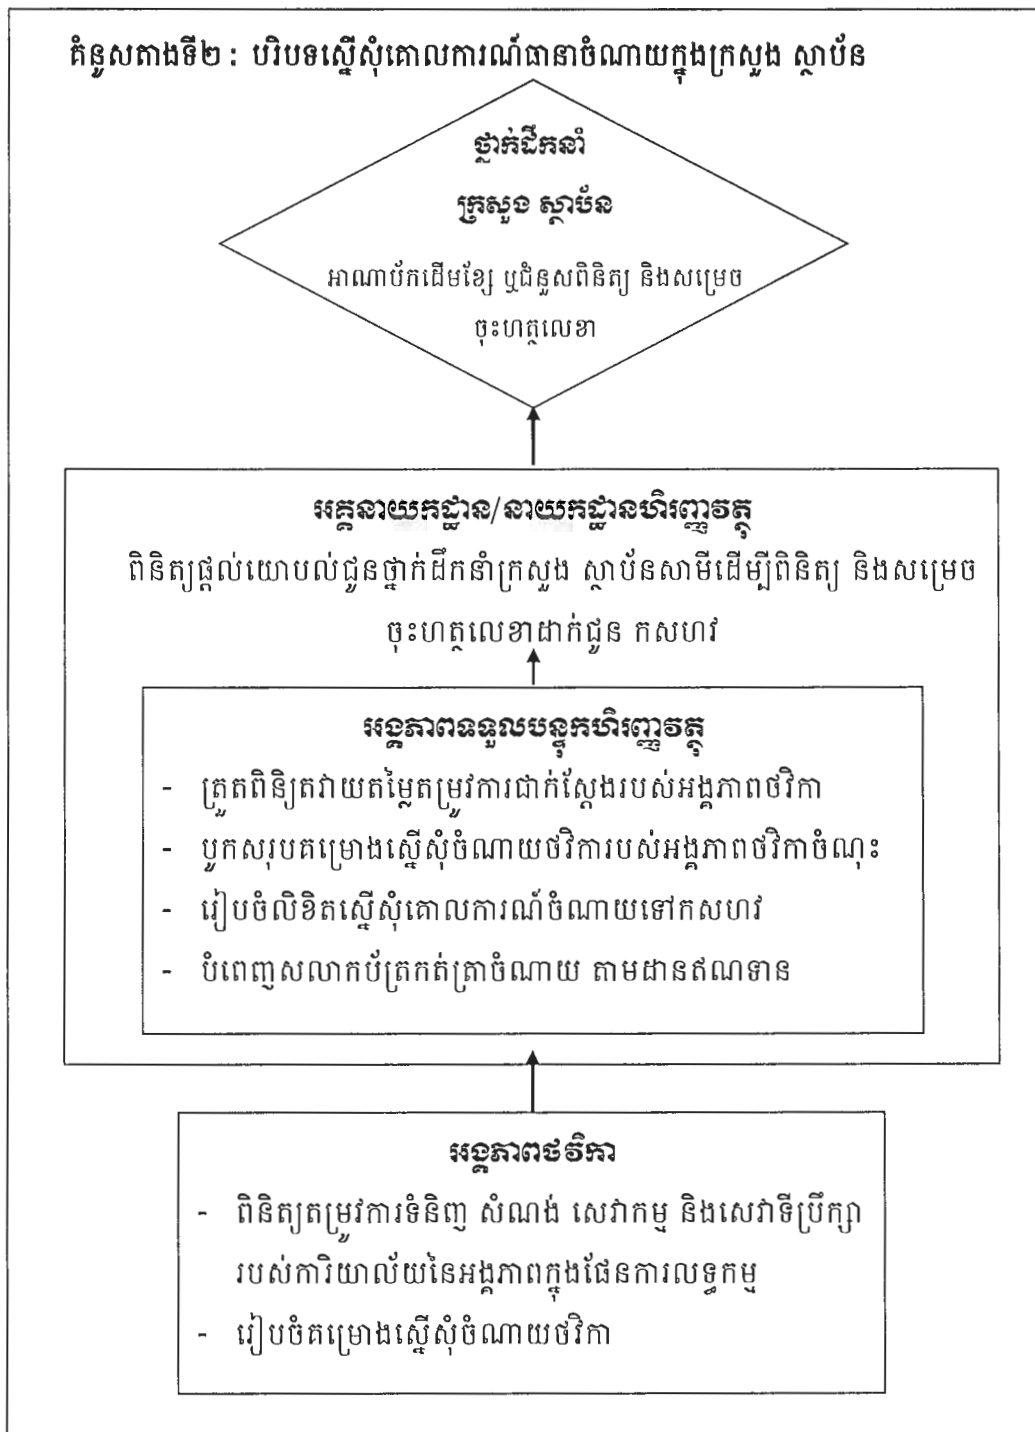 គំនូសតាងទី២ : បរិបទស្នើសុំគោលការណ៍ធានាចំណាយក្នុងក្រសួង ស្ថាប័ន
ថ្នាក់ដឹកនាំ
ក្រសួង ស្ថាប័ន
អាណាប័កដើមខ្សែ ឬជំនួសពិនិត្យ និងសម្រេច
ចុះហត្ថលេខា
អគ្គនាយកដ្ឋាន/នាយកដ្ឋានហិរញ្ញវត្ថុ
ពិនិត្យផ្តល់យោបល់ជូនថ្នាក់ដឹកនាំក្រសួង ស្ថាប័នសាមីដើម្បីពិនិត្យ និងសម្រេច
ចុះហត្ថលេខាដាក់ជូន កសហវ
អង្គភាពទទួលបន្ទុកហិរញ្ញវត្ថុ
- ត្រួតពិនិ្យតវាយតម្លៃតម្រូវការជាក់ស្តែងរបស់អង្គភាពថវិកា
- បូកសរុបគម្រោងស្នើសុំចំណាយថវិការបស់អង្គភាពថវិកាចំណុះ
- រៀបចំលិខិតស្នើសុំគោលការណ៍ចំណាយទៅកសហវ
- បំពេញសលាកប័ត្រកត់ត្រាចំណាយ តាមដានឥណទាន
អង្គភាពថវិកា
- ពិនិត្យតម្រូវការទំនិញ សំណង់ សេវាកម្ម និងសេវាទីប្រឹក្សា
របស់ការិយាល័យនៃអង្គភាពក្នុងផែនការលទ្ធកម្ម
- រៀបចំគម្រោងស្នើសុំចំណាយថវិកា